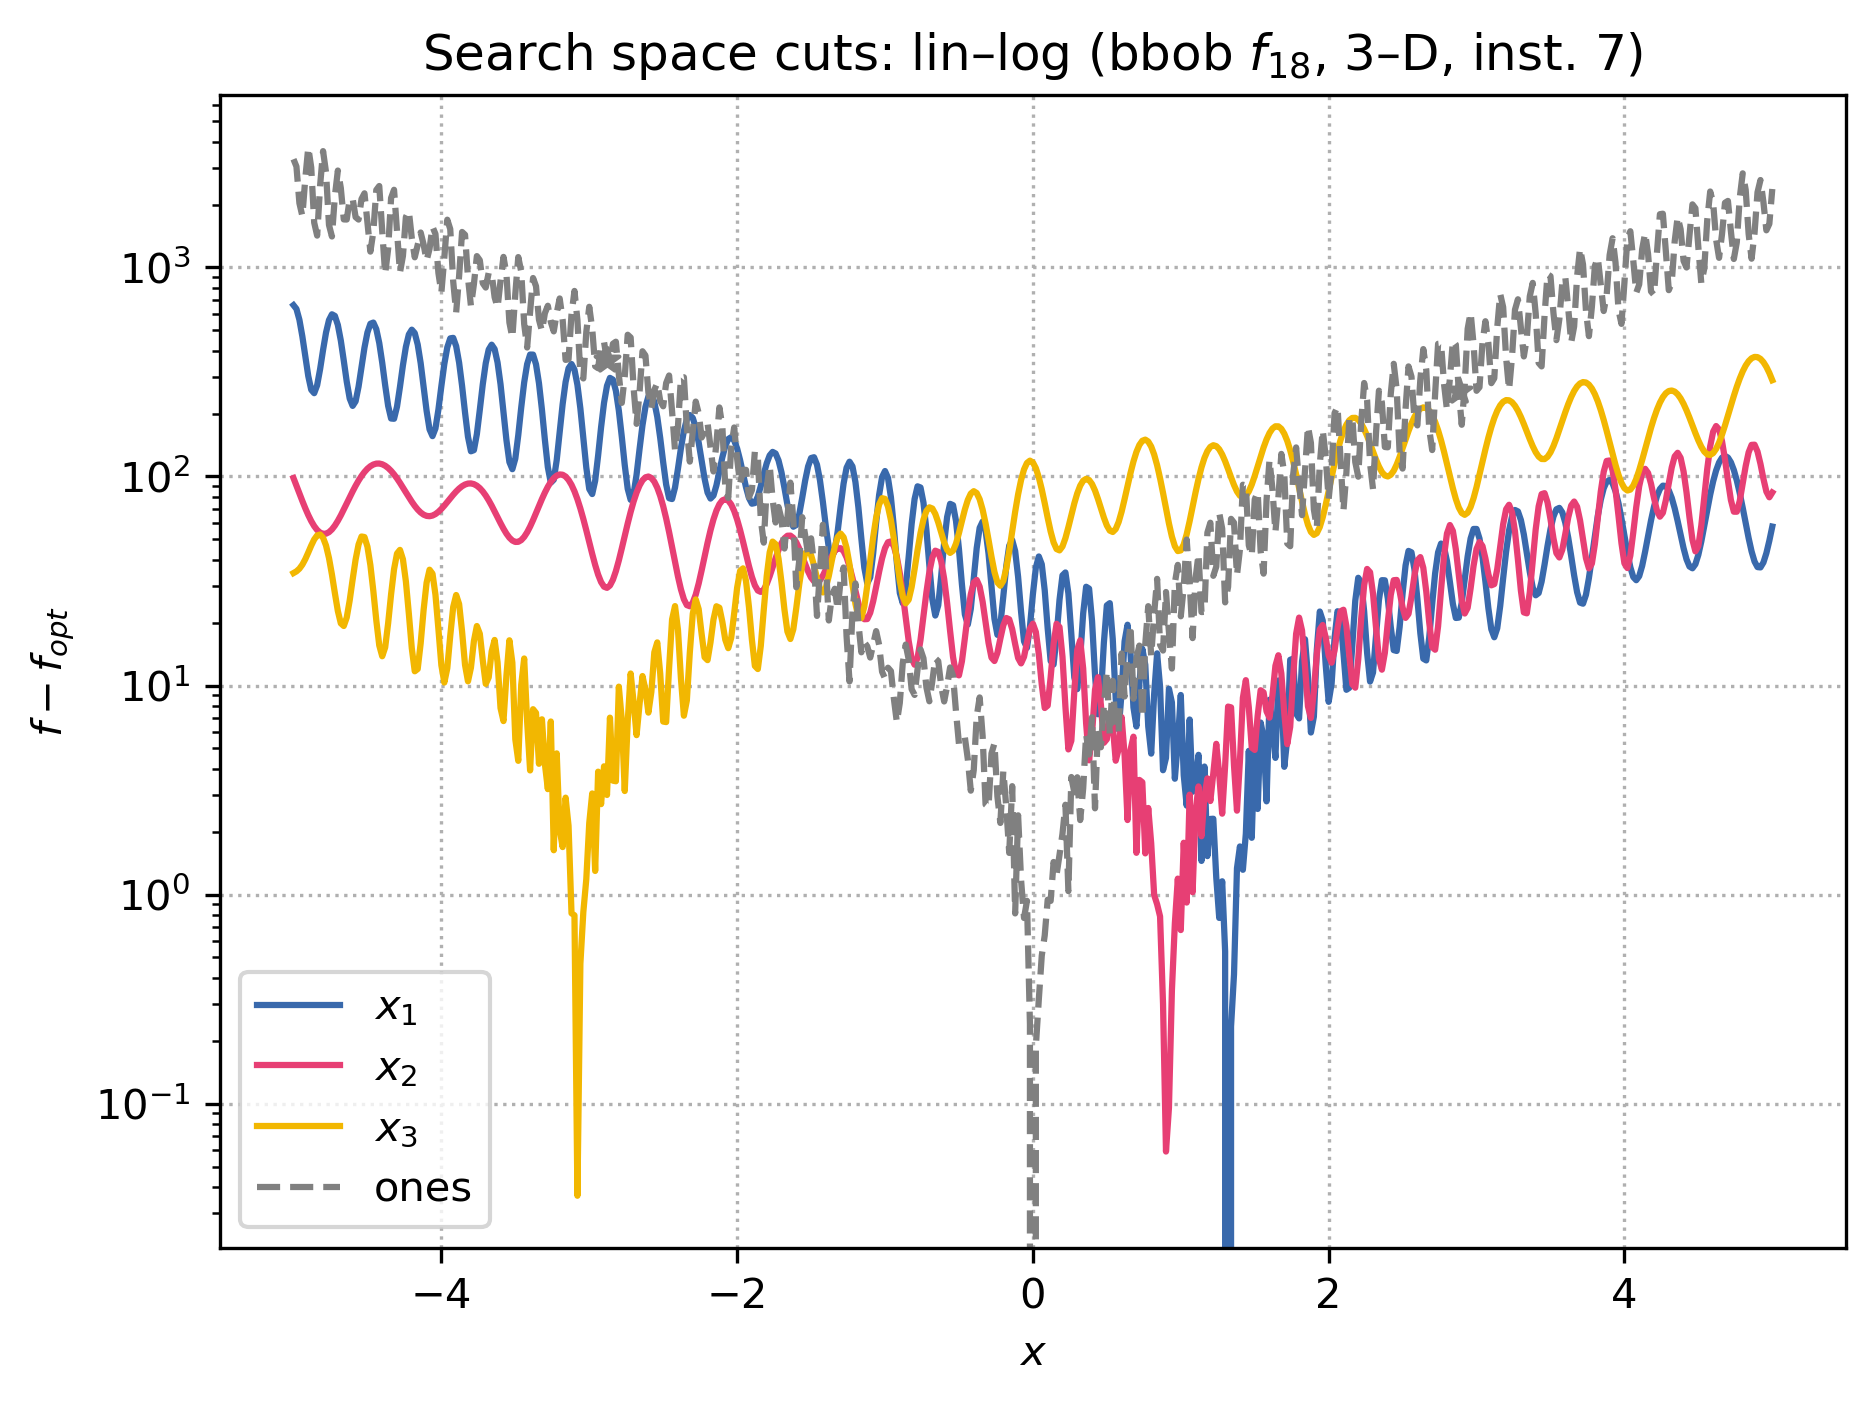 Search space cuts: lin–log (bbob f₁₈, 3–D, inst. 7)
f − f_opt
10³
10²
10¹
10⁰
10⁻¹
x₁
x₂
x₃
ones
−4 −2 0 2 4
x